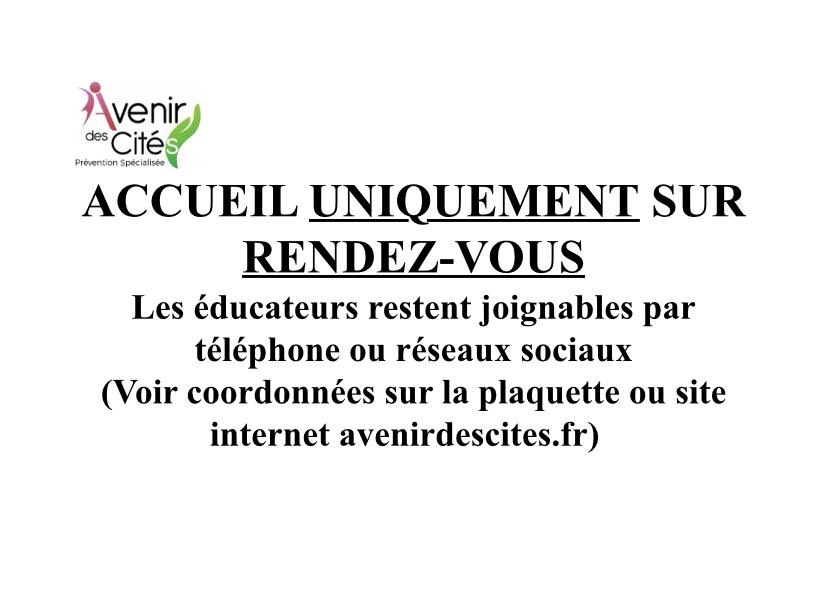 Avenir
des Cités
Prévention Spécialisée
ACCUEIL UNIQUEMENT SUR
RENDEZ-VOUS
Les éducateurs restent joignables par
téléphone ou réseaux sociaux
(Voir coordonnées sur la plaquette ou site
internet avenirdescites.fr)